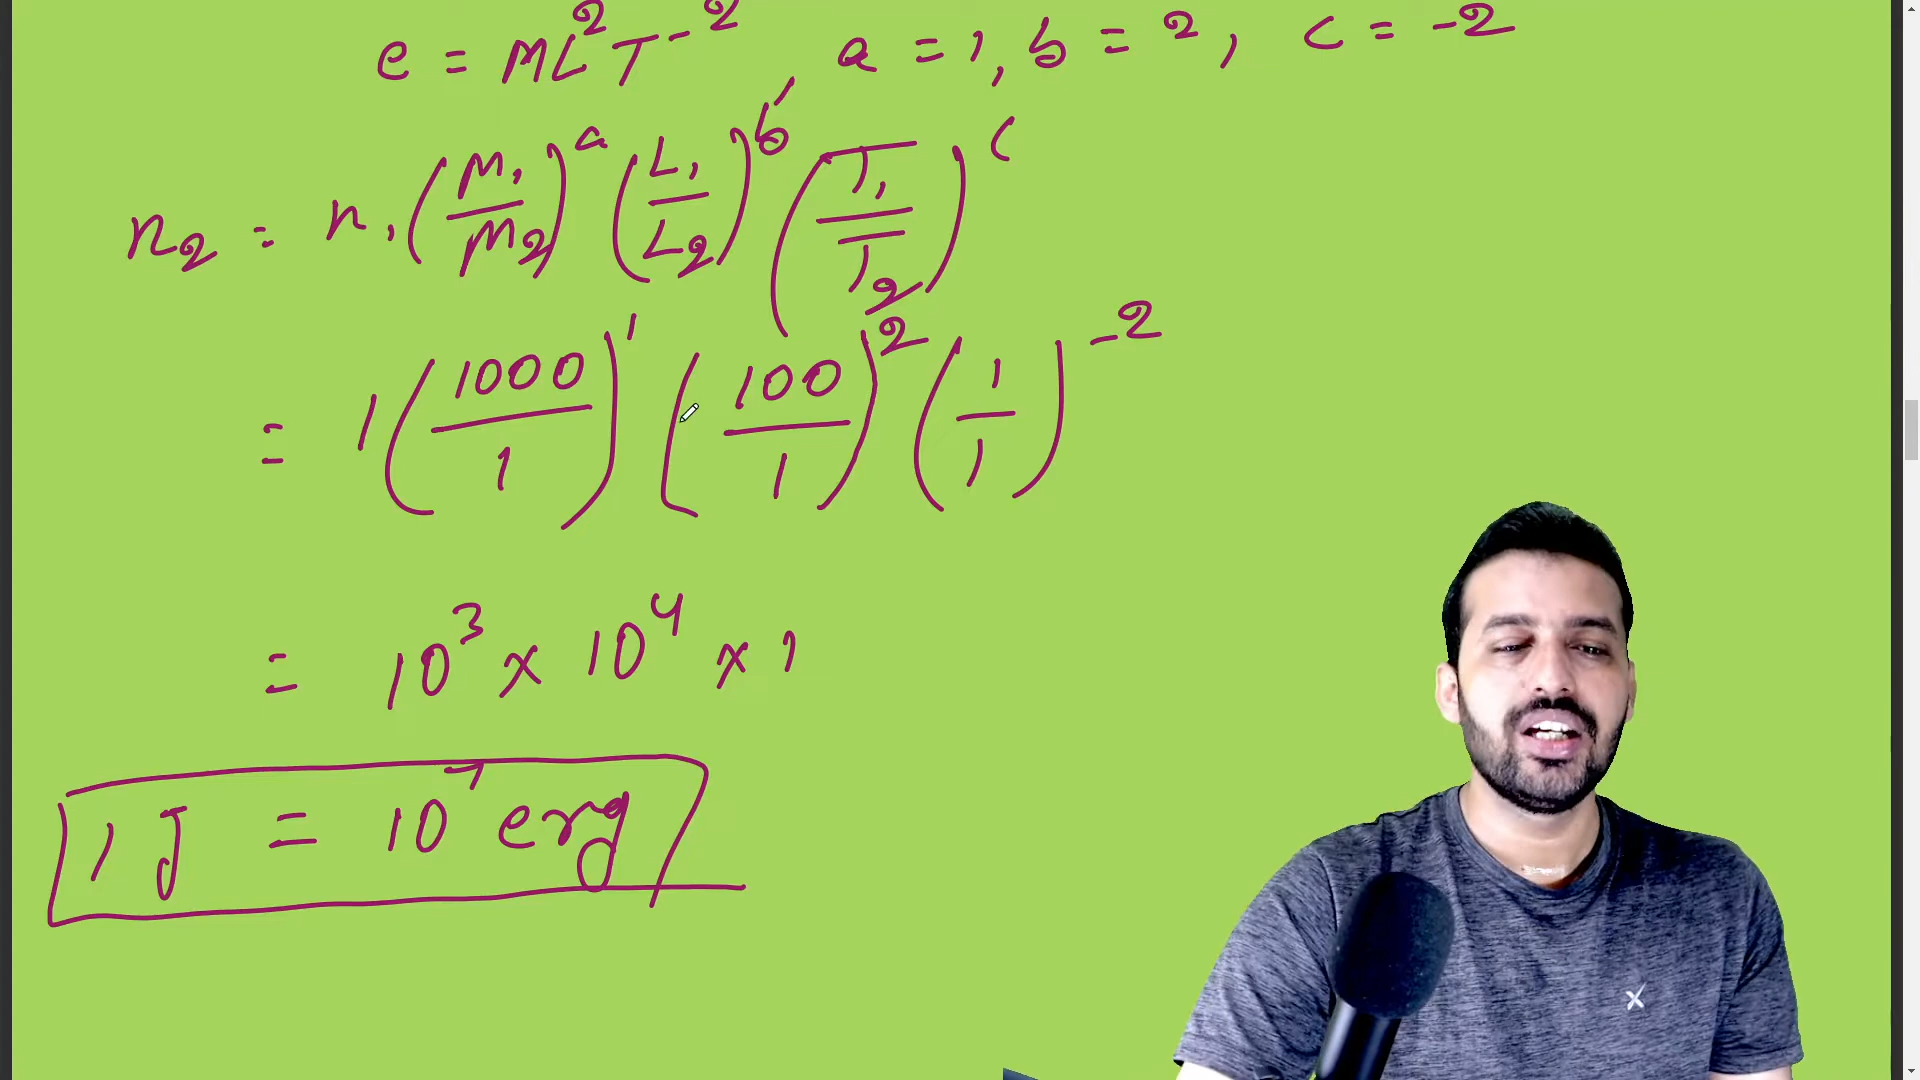 e = ML²T⁻² a = 1, b = 2, c = -2
n₂ = n₁ (M₁/M₂)ᵃ (L₁/L₂)ᵇ (T₁/T₂)ᶜ
= 1 (1000/1)¹ (100/1)² (1/1)⁻²
= 10³ x 10⁴ x 1
1 J = 10⁷ erg